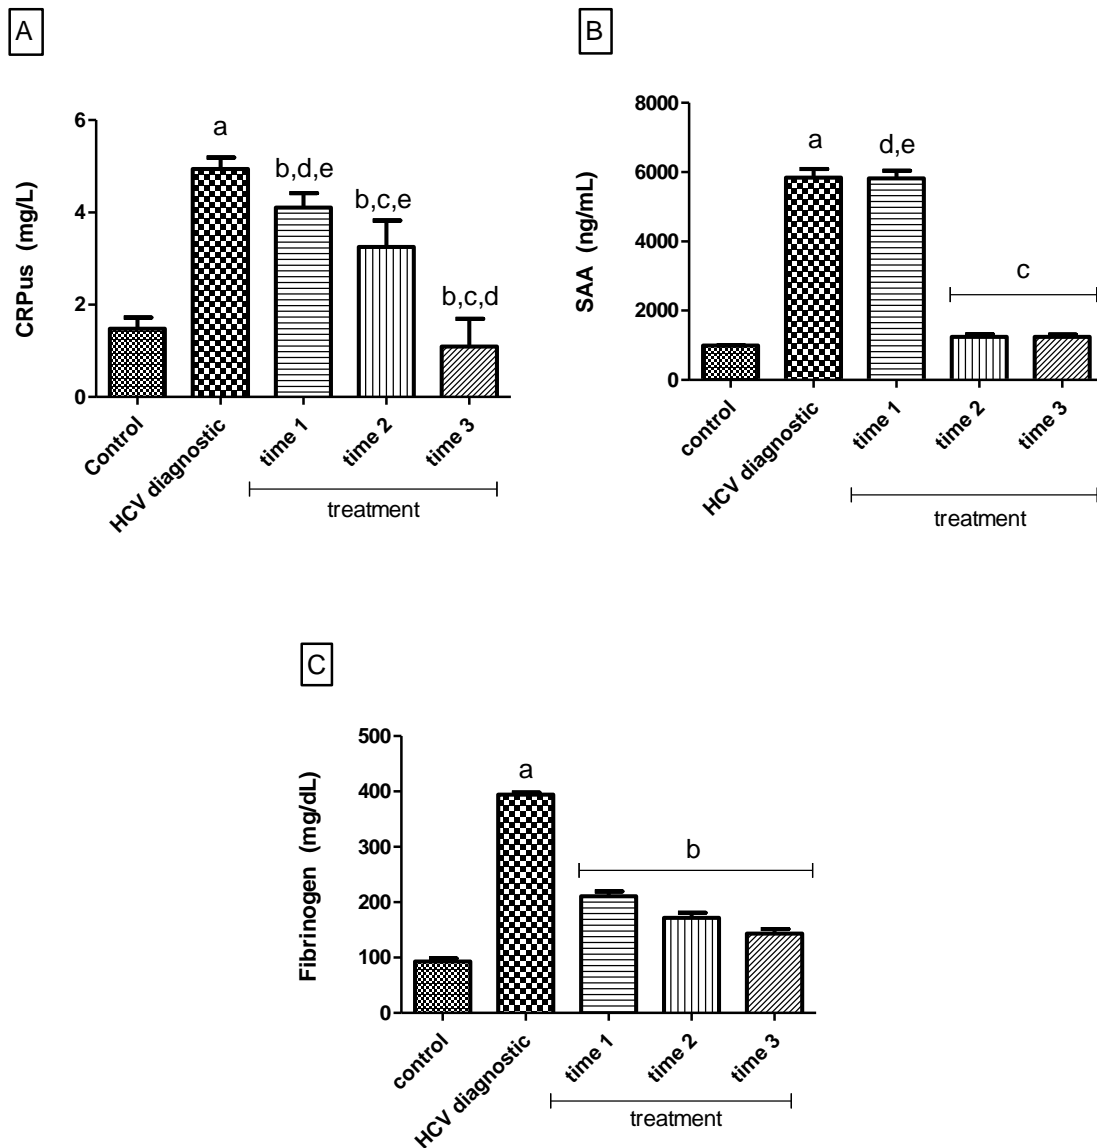 A
CRPus (mg/L)
6
4
2
0
a
b,d,e
b,c,e
b,c,d
Control
HCV diagnostic
time 1
time 2
time 3
treatment
B
SAA (ng/mL)
8000
6000
4000
2000
0
a
d,e
c
control
HCV diagnostic
time 1
time 2
time 3
treatment
C
Fibrinogen (mg/dL)
500
400
300
200
100
0
a
b
control
HCV diagnostic
time 1
time 2
time 3
treatment